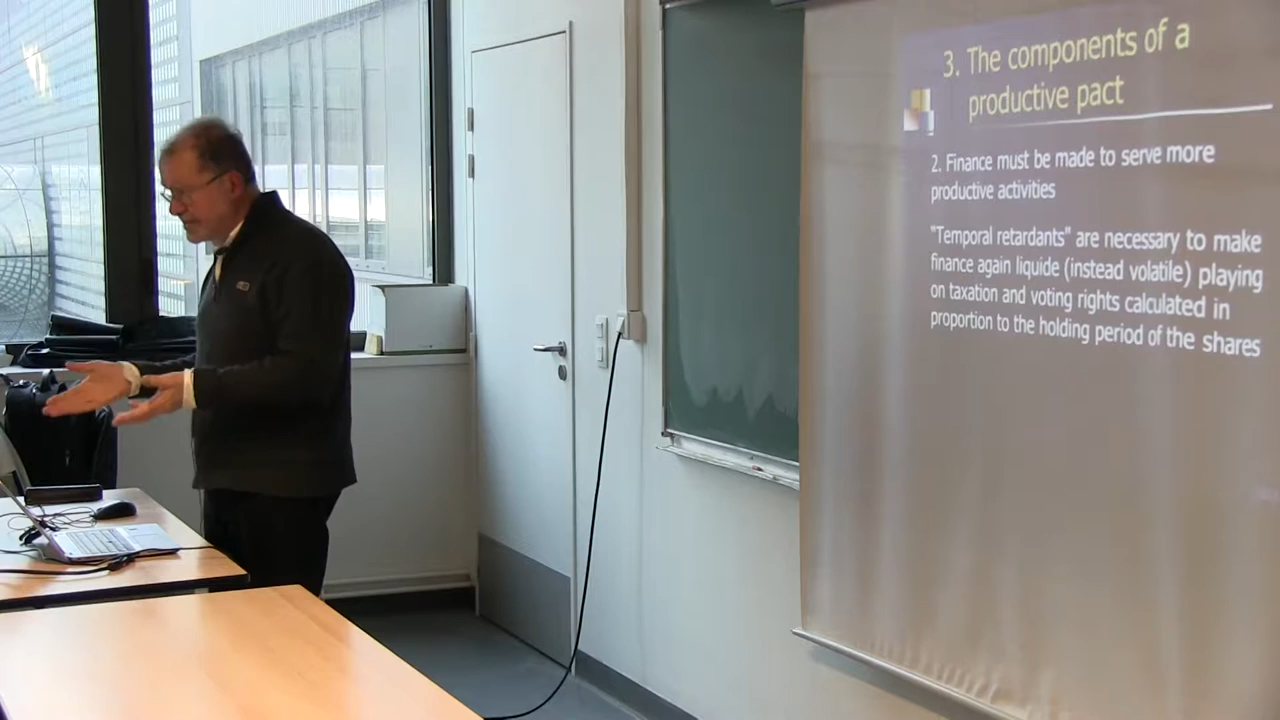 3. The components of a
productive pact
2. Finance must be made to serve more
productive activities
"Temporal retardants" are necessary to make
finance again liquide (instead volatile) playing
on taxation and voting rights calculated in
proportion to the holding period of the shares